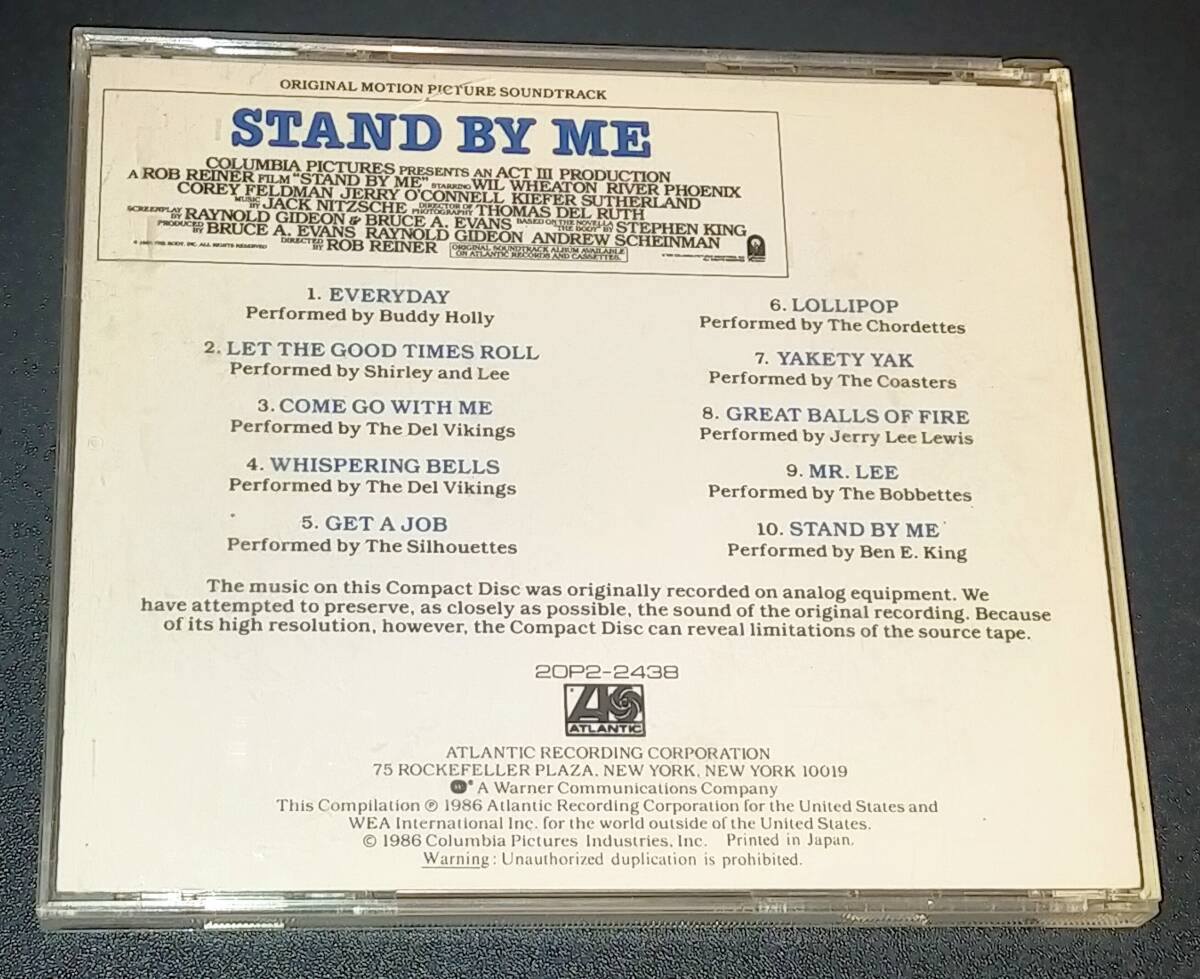 ORIGINAL MOTION PICTURE SOUNDTRACK
STAND BY ME
COLUMBIA PICTURES PRESENTS AN ACT III PRODUCTION
A ROB REINER FILM "STAND BY ME" STARRING WIL WHEATON RIVER PHOENIX
COREY FELDMAN JERRY O'CONNELL KIEFER SUTHERLAND
MUSIC BY JACK NITZSCHE DIRECTOR OF PHOTOGRAPHY THOMAS DEL RUTH
SCREENPLAY BY RAYNOLD GIDEON & BRUCE A. EVANS BASED ON THE NOVELLA "THE BODY" BY STEPHEN KING
PRODUCED BY BRUCE A. EVANS RAYNOLD GIDEON ANDREW SCHEINMAN
DIRECTED BY ROB REINER
ORIGINAL SOUNDTRACK ALBUM AVAILABLE
ON ATLANTIC RECORDS AND CASSETTES.
1. EVERYDAY
Performed by Buddy Holly
2. LET THE GOOD TIMES ROLL
Performed by Shirley and Lee
3. COME GO WITH ME
Performed by The Del Vikings
4. WHISPERING BELLS
Performed by The Del Vikings
5. GET A JOB
Performed by The Silhouettes
6. LOLLIPOP
Performed by The Chordettes
7. YAKETY YAK
Performed by The Coasters
8. GREAT BALLS OF FIRE
Performed by Jerry Lee Lewis
9. MR. LEE
Performed by The Bobbettes
10. STAND BY ME
Performed by Ben E. King
The music on this Compact Disc was originally recorded on analog equipment. We
have attempted to preserve, as closely as possible, the sound of the original recording. Because
of its high resolution, however, the Compact Disc can reveal limitations of the source tape.
20P2-2438
ATLANTIC
ATLANTIC RECORDING CORPORATION
75 ROCKEFELLER PLAZA, NEW YORK, NEW YORK 10019
A Warner Communications Company
This Compilation ℗ 1986 Atlantic Recording Corporation for the United States and
WEA International Inc. for the world outside of the United States.
© 1986 Columbia Pictures Industries, Inc. Printed in Japan.
Warning: Unauthorized duplication is prohibited.